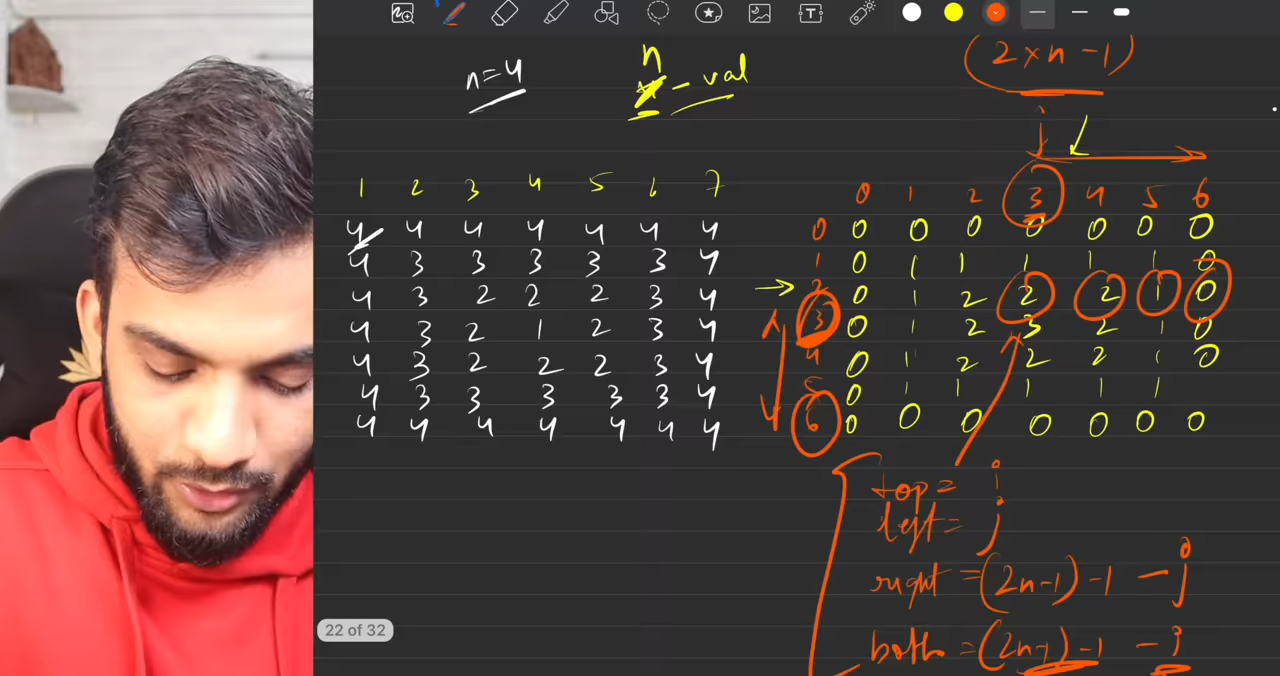 n=4
n - val
(2 x n - 1)
j
1 2 3 4 5 6 7
4 4 4 4 4 4 4
4 3 3 3 3 3 4
4 3 2 2 2 3 4
4 3 2 1 2 3 4
4 3 2 2 2 3 4
4 3 3 3 3 3 4
4 4 4 4 4 4 4
0 1 2 3 4 5 6
0 0 0 0 0 0 0 0
1 0 1 1 1 1 1 0
2 0 1 2 2 2 1 0
3 0 1 2 3 2 1 0
4 0 1 2 2 2 1 0
5 0 1 1 1 1 1
6 0 0 0 0 0 0 0
top = i
left = j
right = (2n-1)-1 - j
22 of 32
bott = (2n-1)-1 -